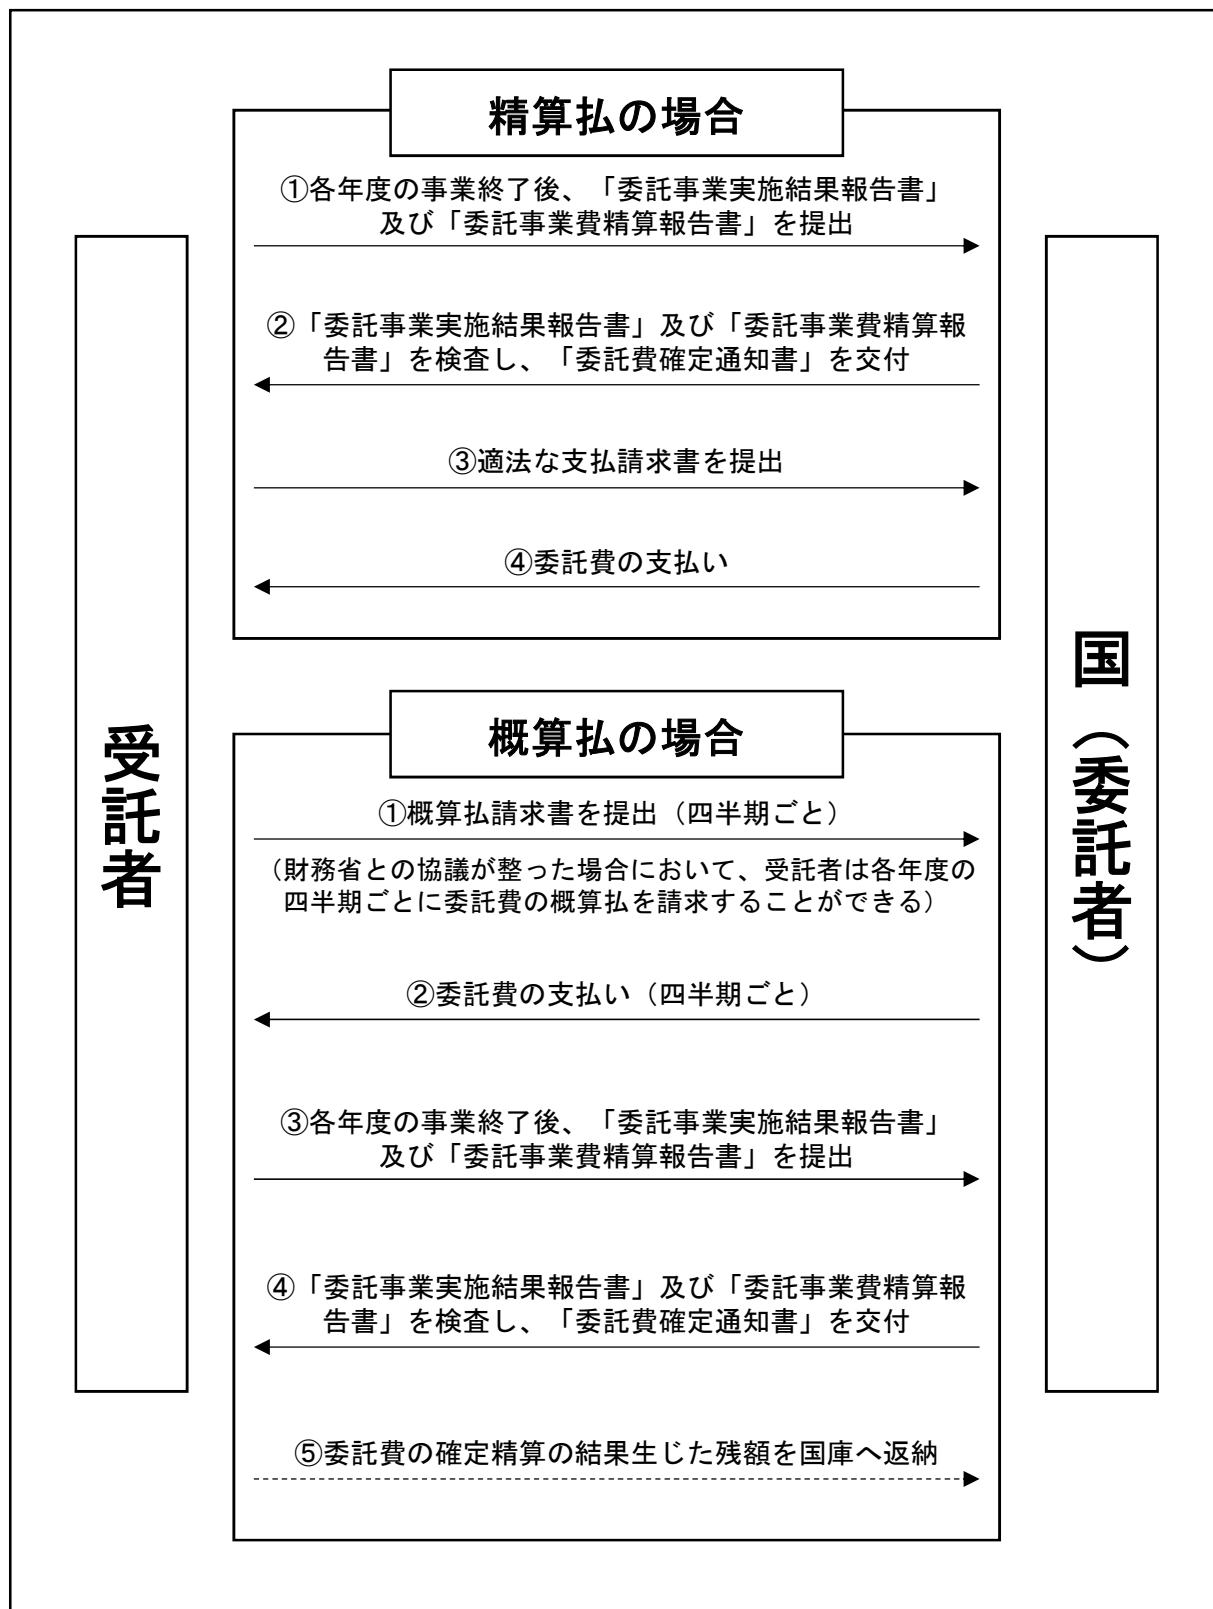 精算払の場合
①各年度の事業終了後、「委託事業実施結果報告書」
及び「委託事業費精算報告書」を提出
②「委託事業実施結果報告書」及び「委託事業費精算報
告書」を検査し、「委託費確定通知書」を交付
③適法な支払請求書を提出
④委託費の支払い
受託者
国（委託者）
概算払の場合
①概算払請求書を提出（四半期ごと）
（財務省との協議が整った場合において、受託者は各年度の
四半期ごとに委託費の概算払を請求することができる）
②委託費の支払い（四半期ごと）
③各年度の事業終了後、「委託事業実施結果報告書」
及び「委託事業費精算報告書」を提出
④「委託事業実施結果報告書」及び「委託事業費精算報
告書」を検査し、「委託費確定通知書」を交付
⑤委託費の確定精算の結果生じた残額を国庫へ返納